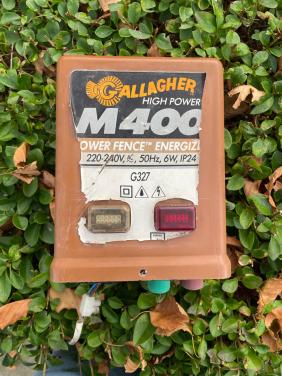 GALLAGHER
HIGH POWER
M400
OWER FENCE™ ENERGIZ
220-240V, 50Hz, 6W, IP24
G327